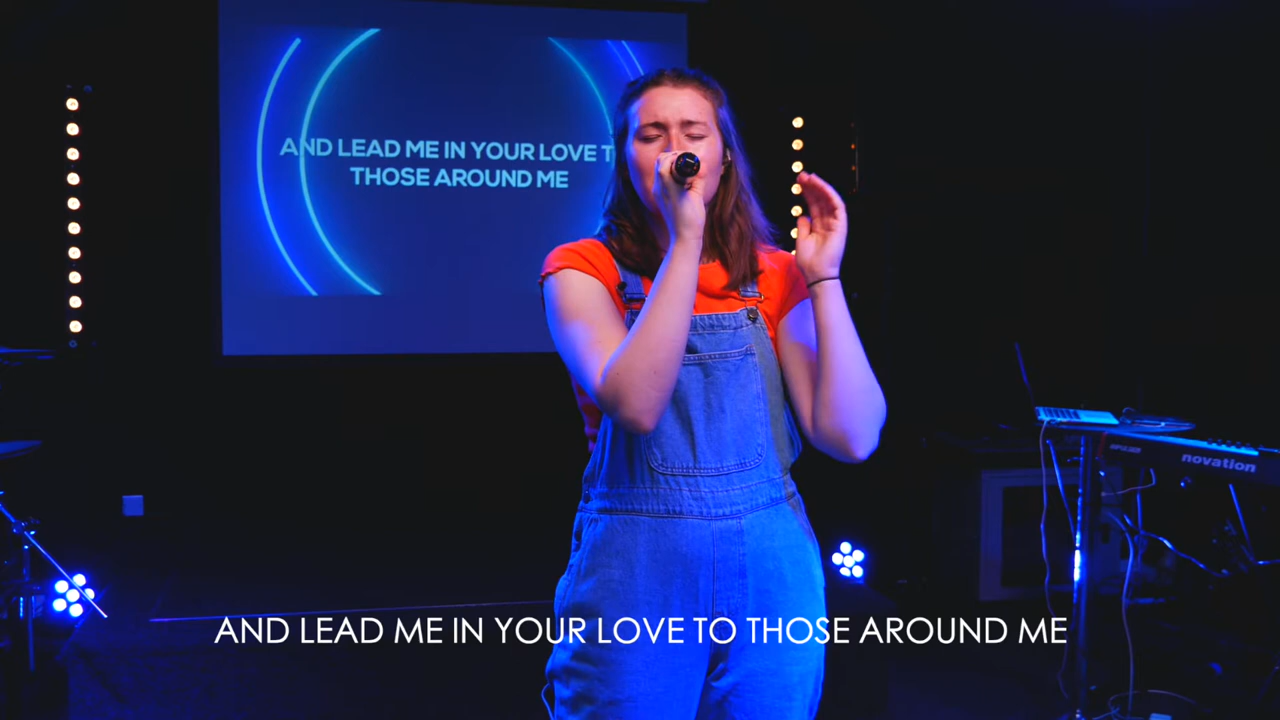 AND LEAD ME IN YOUR LOVE T
THOSE AROUND ME
IMPULSE
novation
AND LEAD ME IN YOUR LOVE TO THOSE AROUND ME